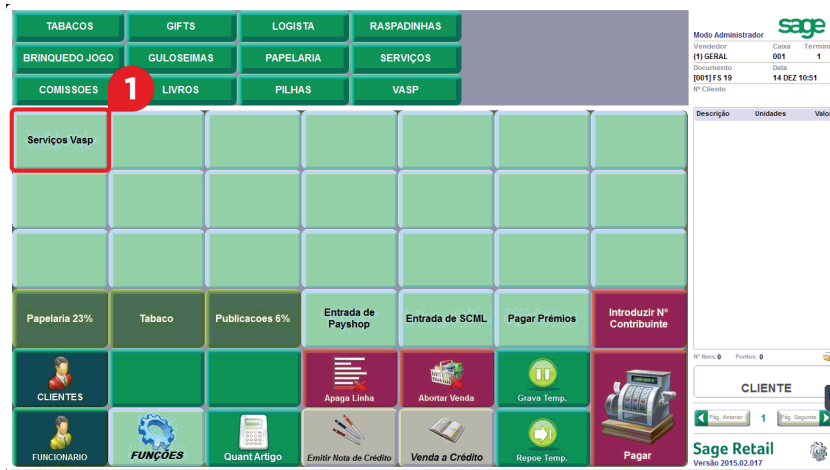 TABACOS GIFTS LOGISTA RASPADINHAS
BRINQUEDO JOGO GULOSEIMAS PAPELARIA SERVIÇOS
COMISSOES LIVROS PILHAS VASP
1
Serviços Vasp
Papelaria 23% Tabaco Publicacoes 6% Entrada de Payshop Entrada de SCML Pagar Prémios Introduzir Nº Contribuinte
CLIENTES Apaga Linha Abortar Venda Grava Temp.
FUNCIONARIO FUNÇÕES Quant Artigo Emitir Nota de Crédito Venda a Crédito Repoe Temp. Pagar
Modo Administrador sage
Vendedor Caixa Termina
(1) GERAL 001 1
Documento Data
[001] FS 19 14 DEZ 10:51
Nº Cliente
Descrição Unidades Valo
Nº Itens: 0 Pontos: 0
CLIENTE
Pág. Anterior 1 Pág. Seguinte
Sage Retail
Versão 2015.02.017